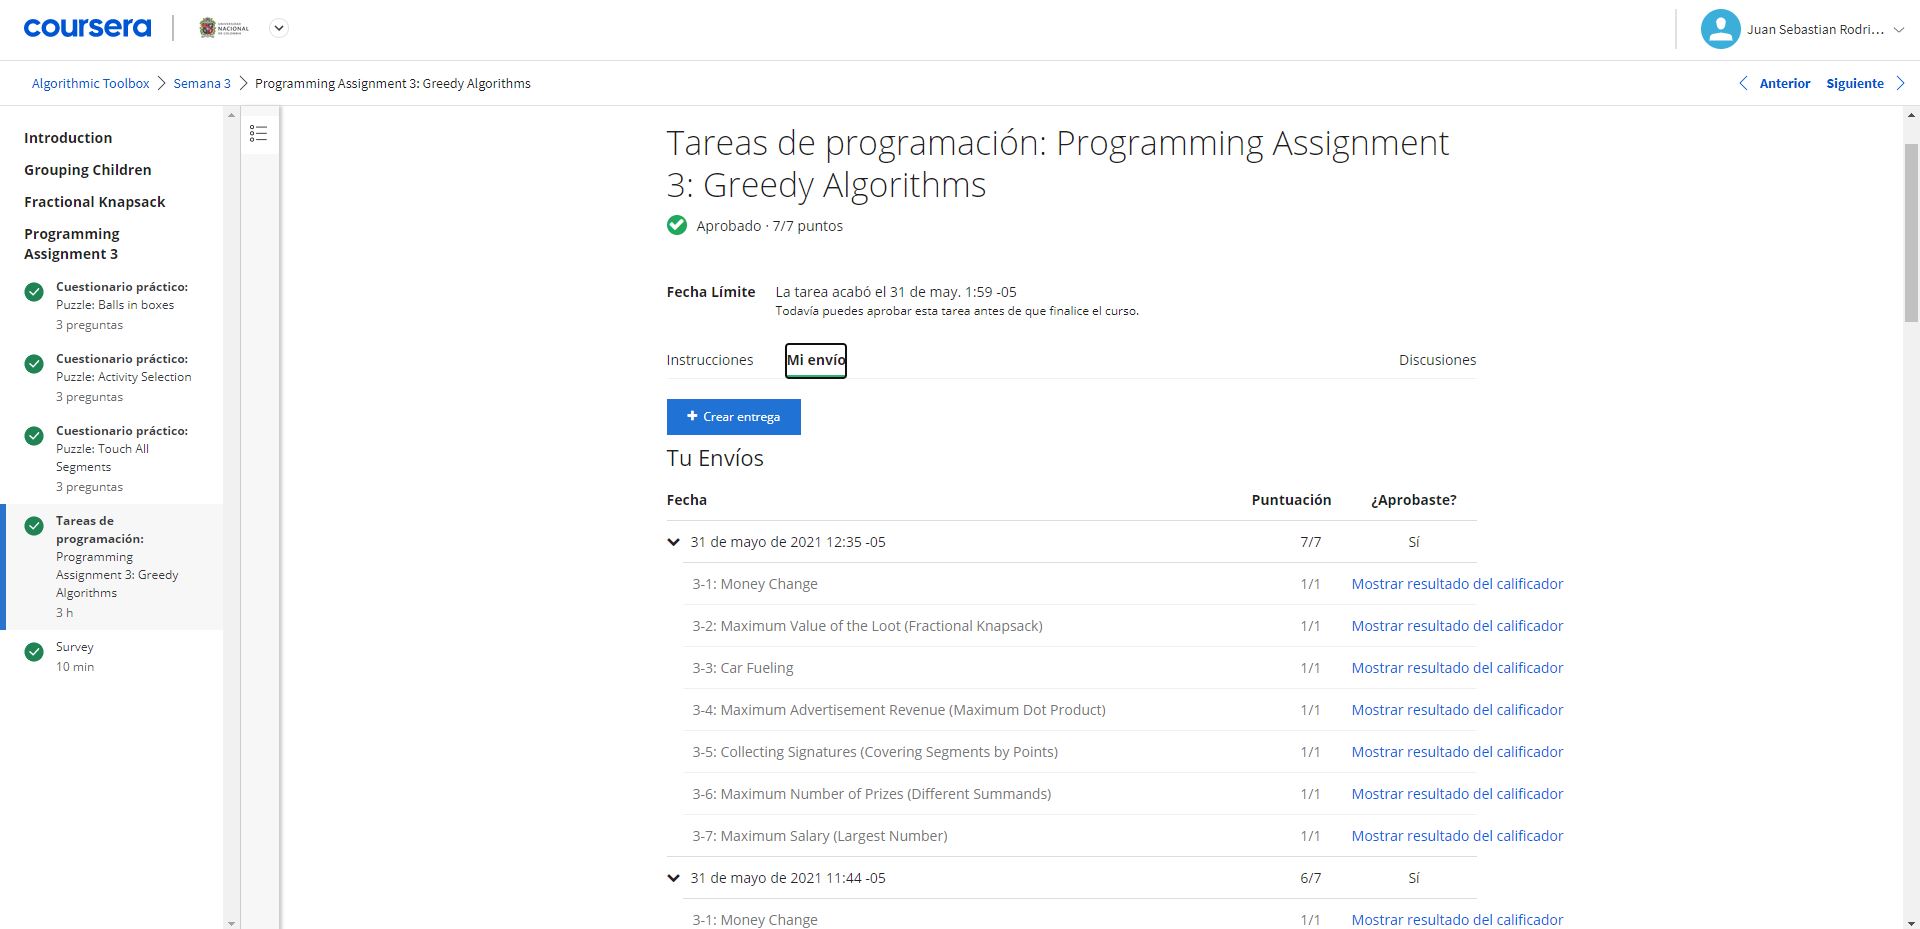 coursera
UNIVERSIDAD
NACIONAL
DE COLOMBIA
Juan Sebastian Rodri...
Algorithmic Toolbox
Semana 3
Programming Assignment 3: Greedy Algorithms
Anterior
Siguiente
Introduction
Grouping Children
Fractional Knapsack
Programming
Assignment 3
Cuestionario práctico:
Puzzle: Balls in boxes
3 preguntas
Cuestionario práctico:
Puzzle: Activity Selection
3 preguntas
Cuestionario práctico:
Puzzle: Touch All
Segments
3 preguntas
Tareas de
programación:
Programming
Assignment 3: Greedy
Algorithms
3 h
Survey
10 min
Tareas de programación: Programming Assignment
3: Greedy Algorithms
Aprobado · 7/7 puntos
Fecha Límite La tarea acabó el 31 de may. 1:59 -05
Todavía puedes aprobar esta tarea antes de que finalice el curso.
Instrucciones Mi envío Discusiones
+ Crear entrega
Tu Envíos
Fecha Puntuación ¿Aprobaste?
31 de mayo de 2021 12:35 -05 7/7 Sí
3-1: Money Change 1/1 Mostrar resultado del calificador
3-2: Maximum Value of the Loot (Fractional Knapsack) 1/1 Mostrar resultado del calificador
3-3: Car Fueling 1/1 Mostrar resultado del calificador
3-4: Maximum Advertisement Revenue (Maximum Dot Product) 1/1 Mostrar resultado del calificador
3-5: Collecting Signatures (Covering Segments by Points) 1/1 Mostrar resultado del calificador
3-6: Maximum Number of Prizes (Different Summands) 1/1 Mostrar resultado del calificador
3-7: Maximum Salary (Largest Number) 1/1 Mostrar resultado del calificador
31 de mayo de 2021 11:44 -05 6/7 Sí
3-1: Money Change 1/1 Mostrar resultado del calificador